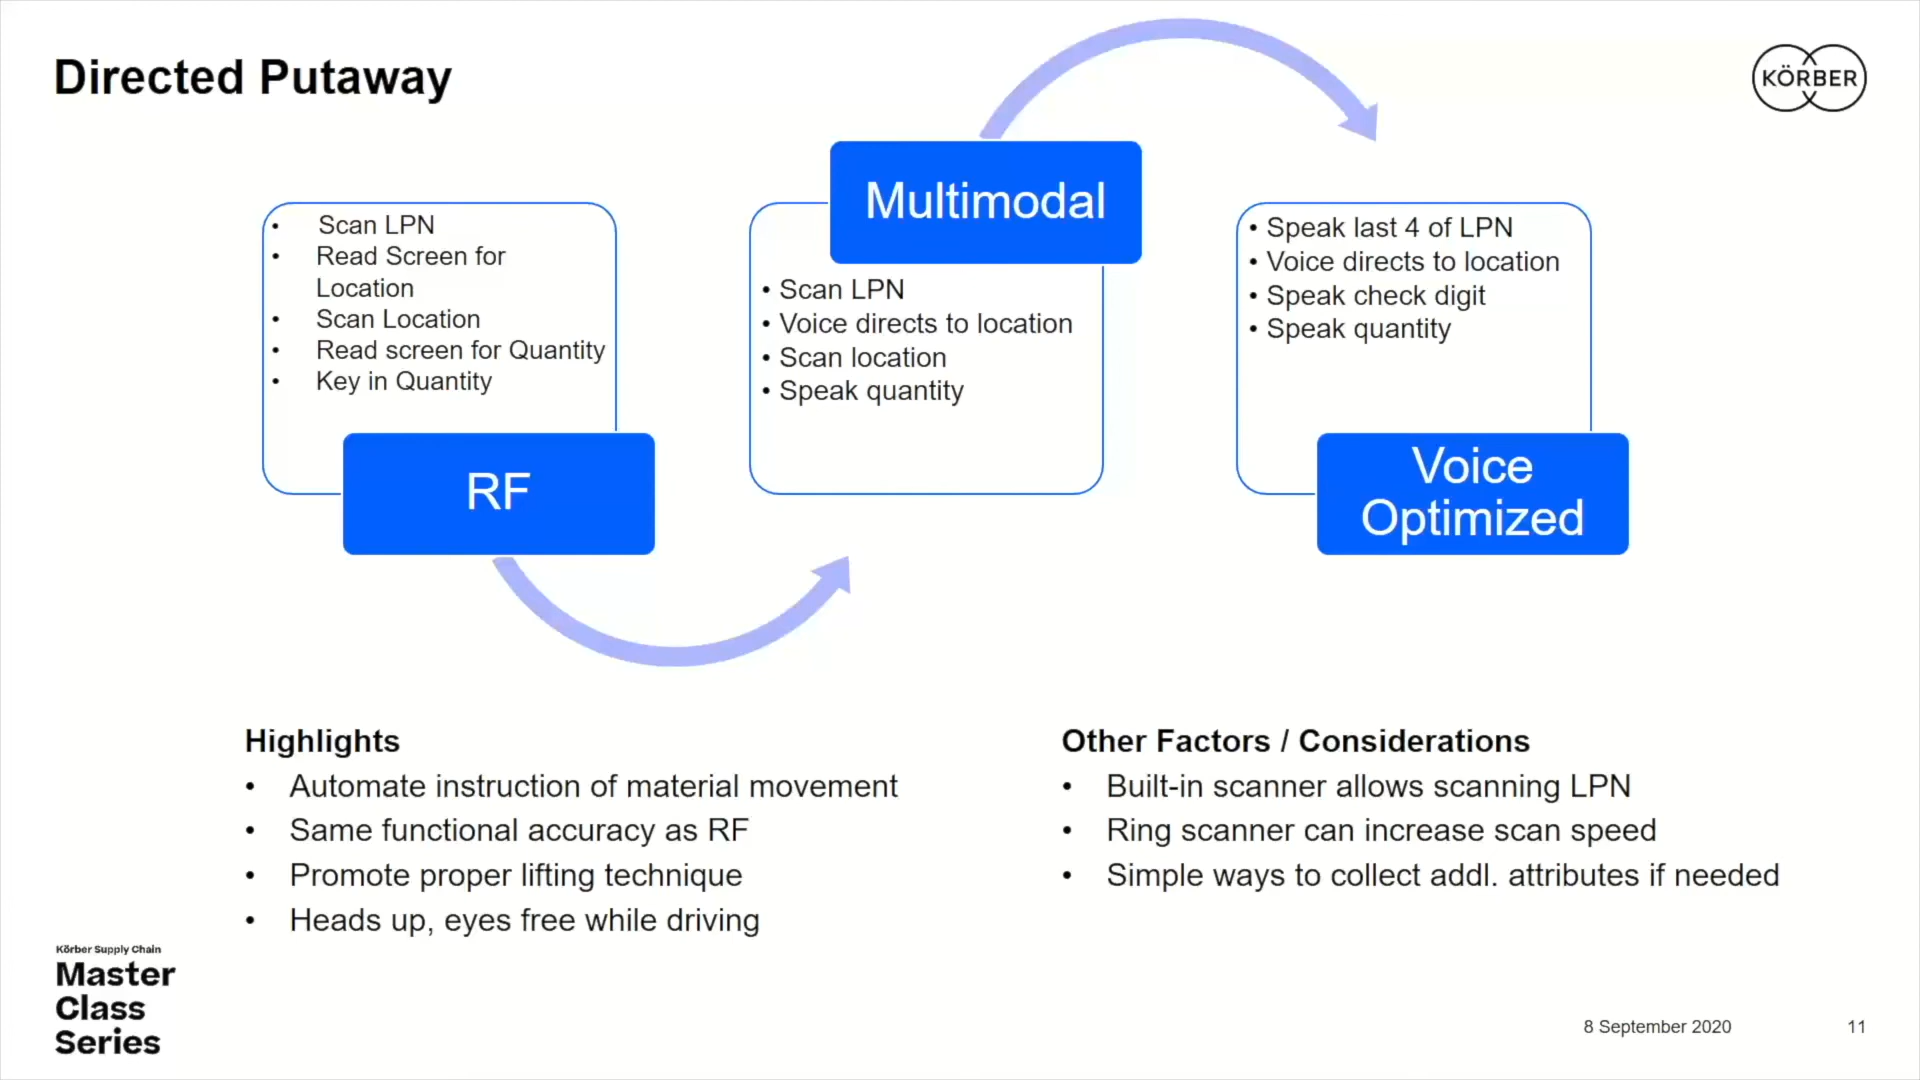 Directed Putaway
KÖRBER
• Scan LPN
• Read Screen for
Location
• Scan Location
• Read screen for Quantity
• Key in Quantity
RF
Multimodal
• Scan LPN
• Voice directs to location
• Scan location
• Speak quantity
• Speak last 4 of LPN
• Voice directs to location
• Speak check digit
• Speak quantity
Voice
Optimized
Highlights
• Automate instruction of material movement
• Same functional accuracy as RF
• Promote proper lifting technique
• Heads up, eyes free while driving
Other Factors / Considerations
• Built-in scanner allows scanning LPN
• Ring scanner can increase scan speed
• Simple ways to collect addl. attributes if needed
Körber Supply Chain
Master
Class
Series
8 September 2020
11